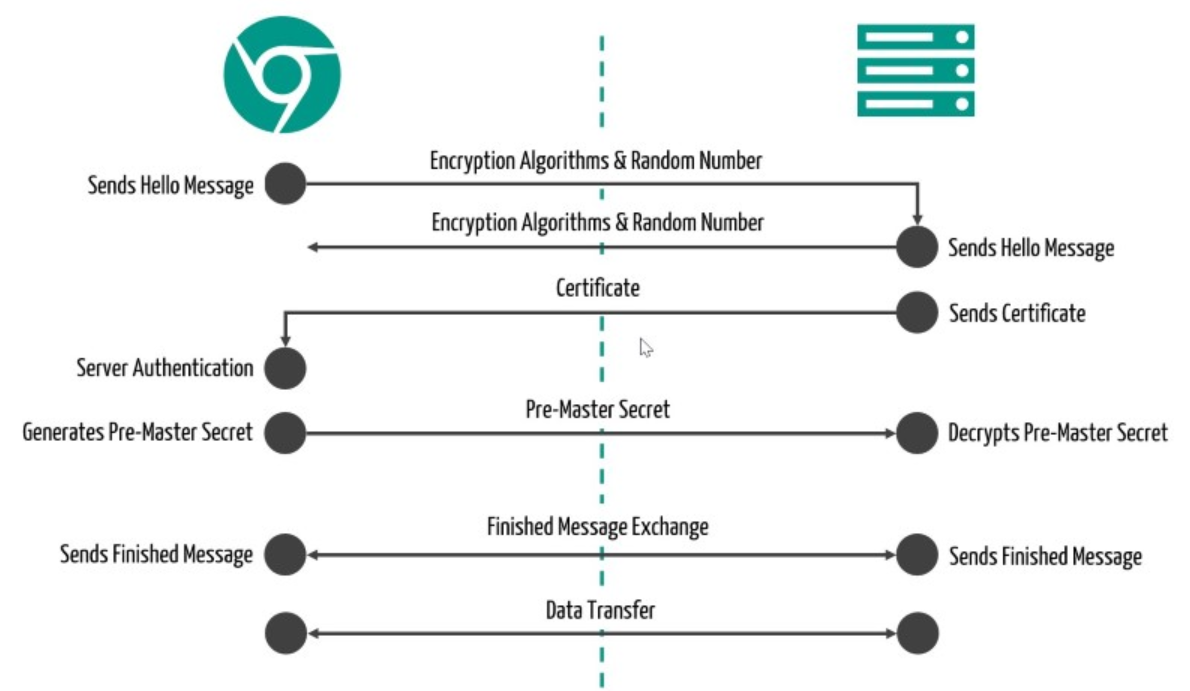 Encryption Algorithms & Random Number
Sends Hello Message
Encryption Algorithms & Random Number
Sends Hello Message
Certificate
Sends Certificate
Server Authentication
Pre-Master Secret
Generates Pre-Master Secret
Decrypts Pre-Master Secret
Finished Message Exchange
Sends Finished Message
Sends Finished Message
Data Transfer